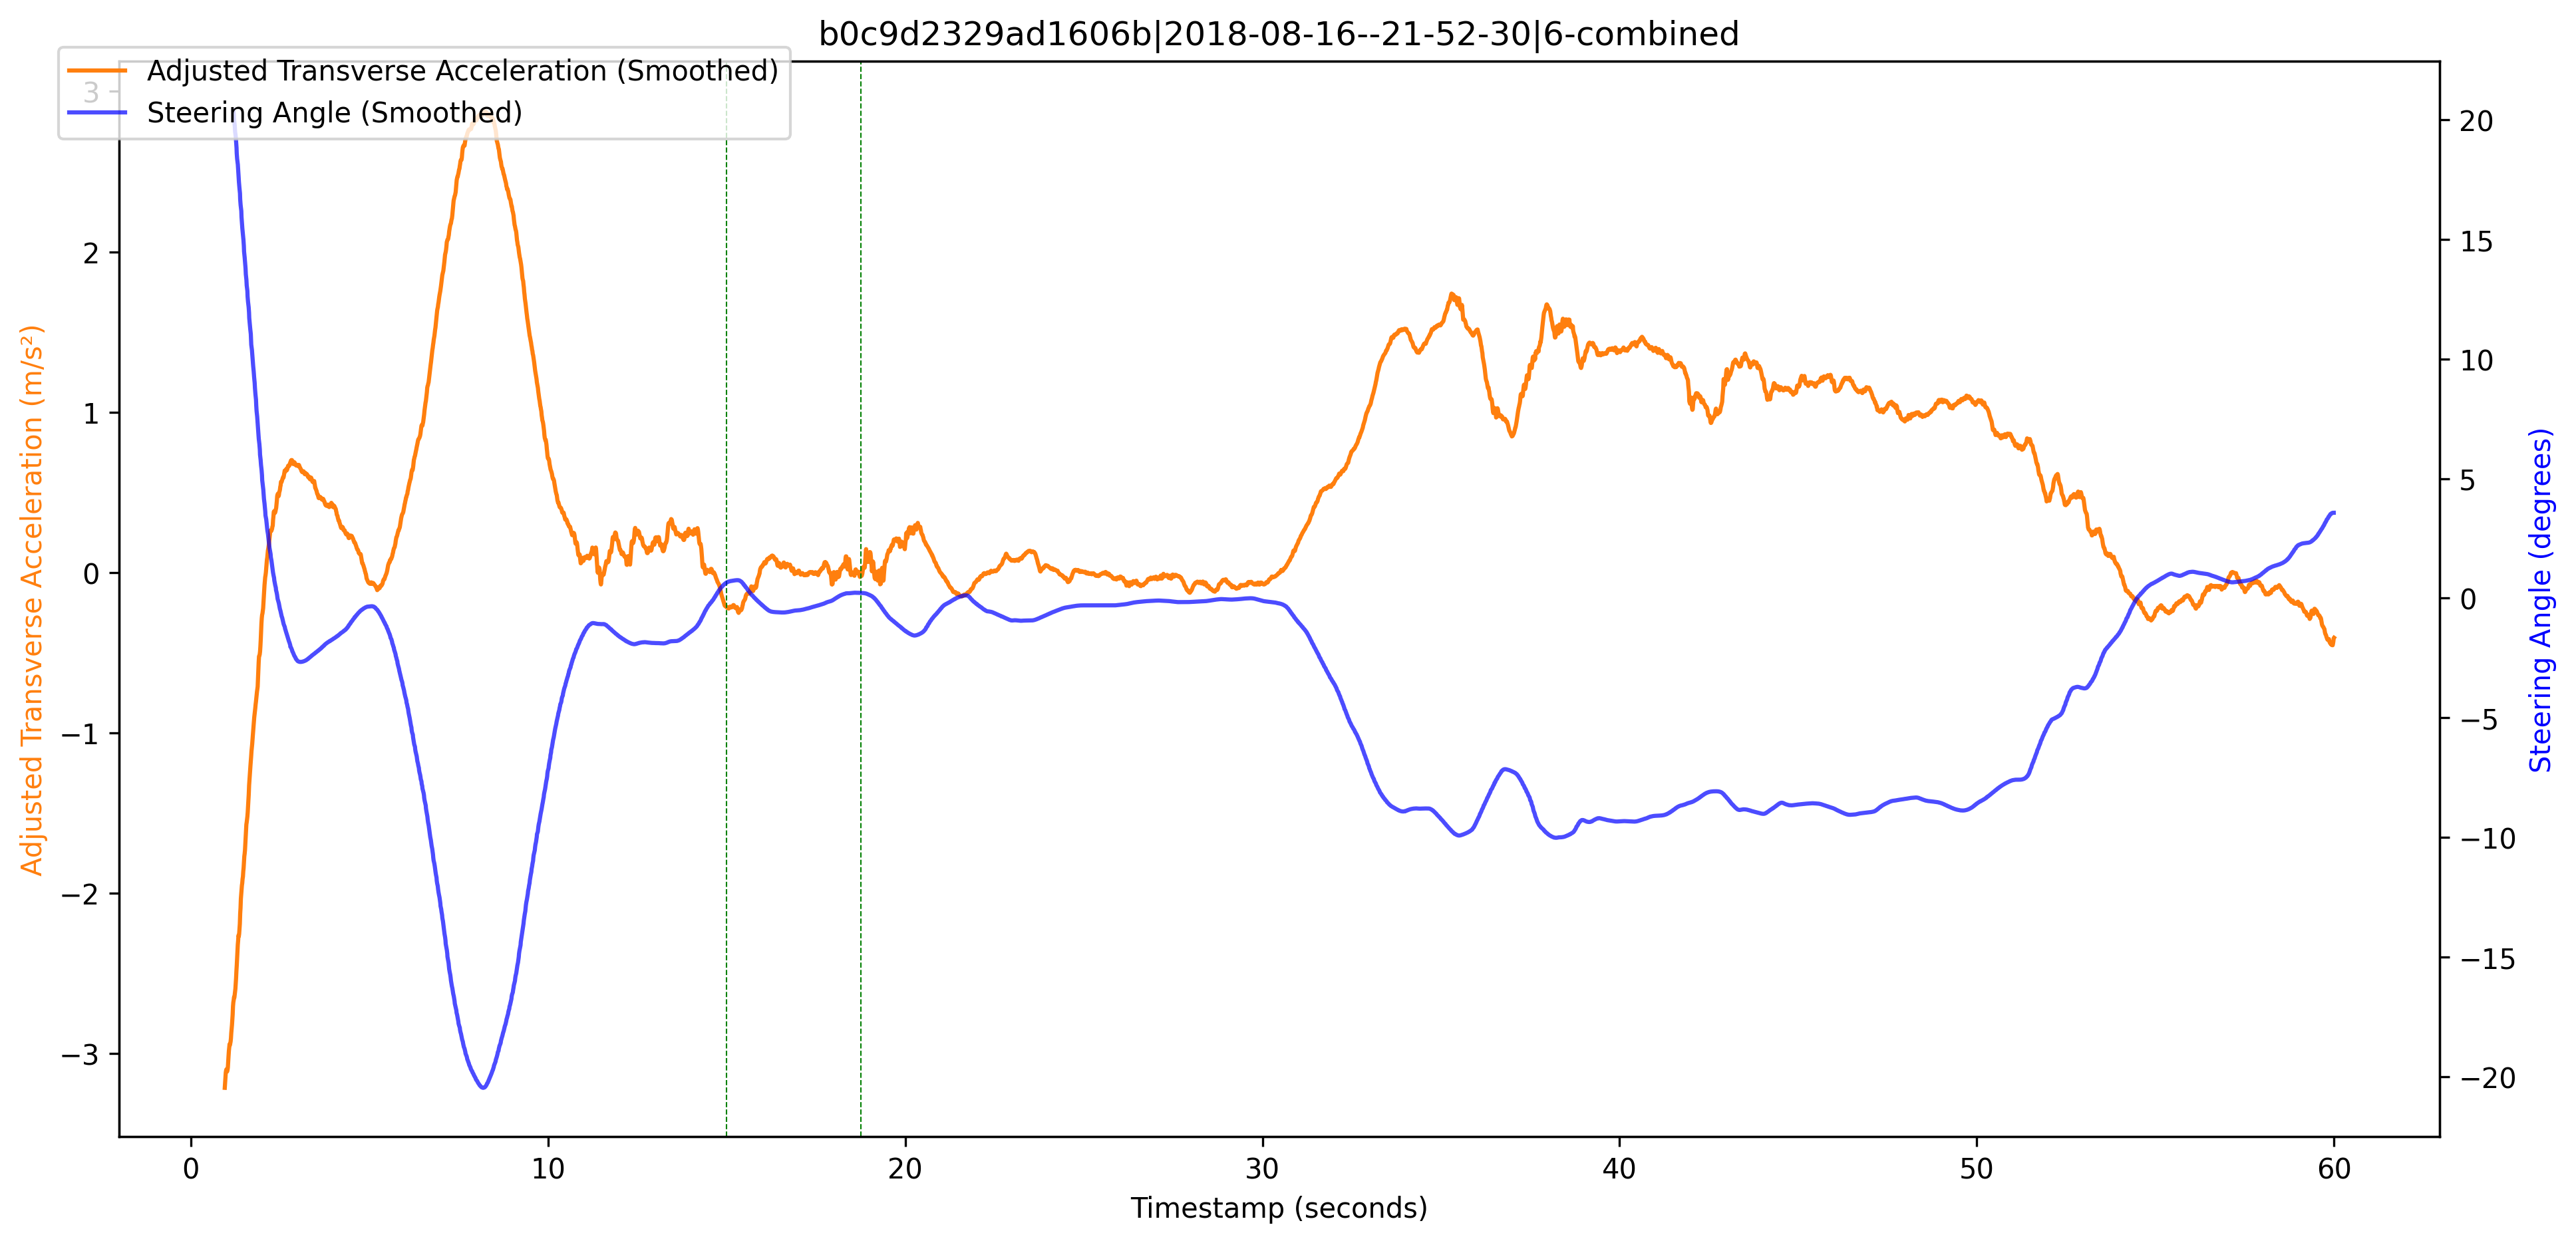 b0c9d2329ad1606b|2018-08-16--21-52-30|6-combined
Adjusted Transverse Acceleration (Smoothed)
Steering Angle (Smoothed)
3
2
1
0
−1
−2
−3
Adjusted Transverse Acceleration (m/s²)
20
15
10
5
0
−5
−10
−15
−20
Steering Angle (degrees)
0 10 20 30 40 50 60
Timestamp (seconds)